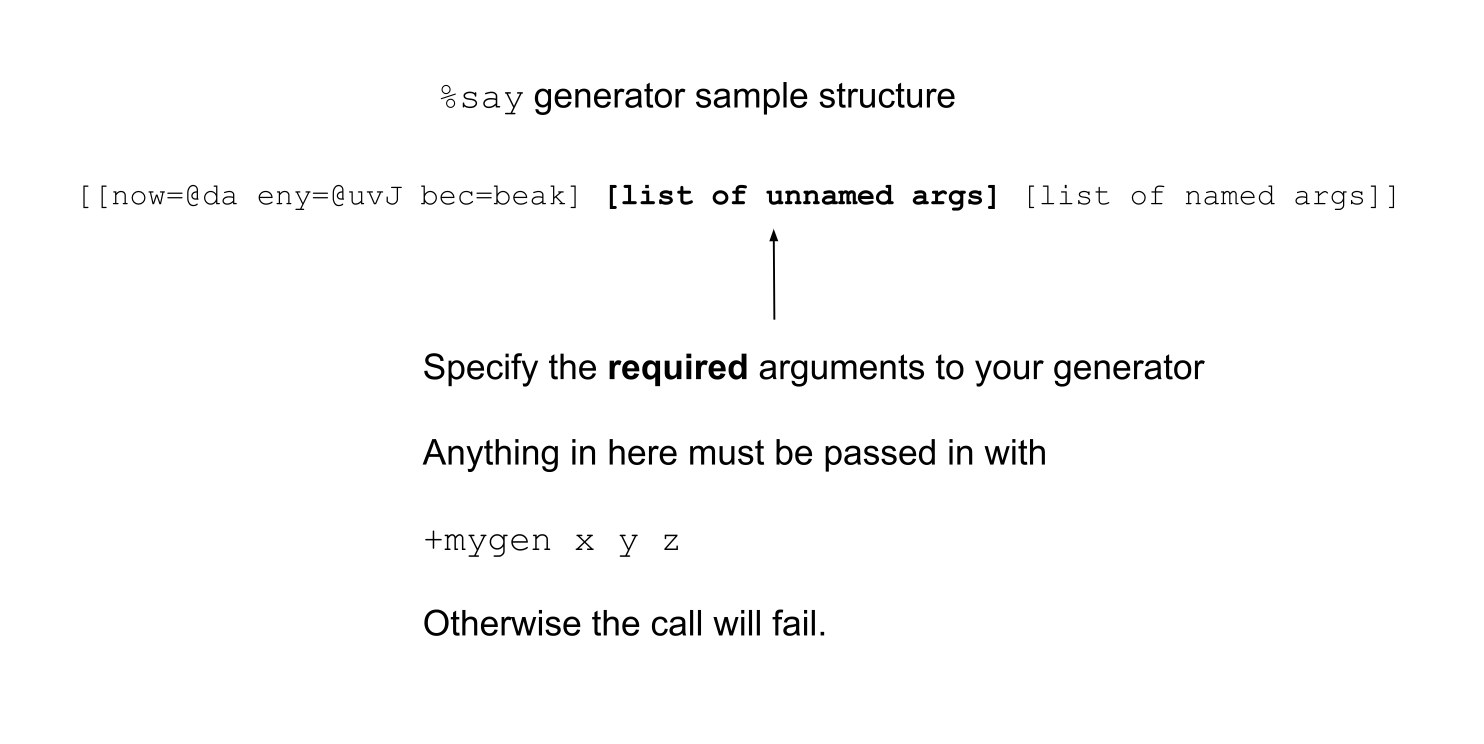 %say generator sample structure
[[now=@da eny=@uvJ bec=beak] [list of unnamed args] [list of named args]]
Specify the required arguments to your generator
Anything in here must be passed in with
+mygen x y z
Otherwise the call will fail.